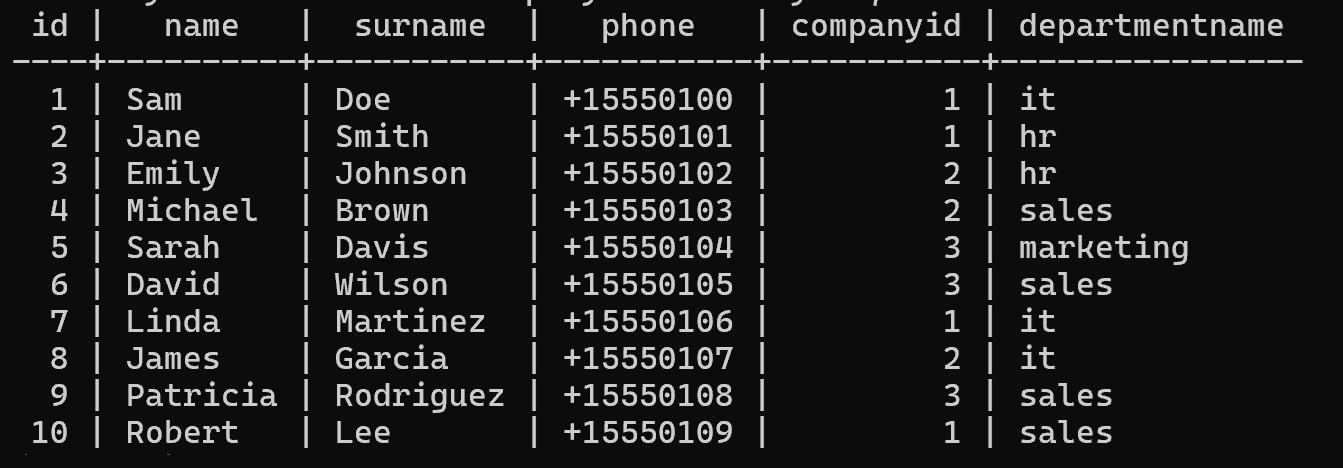 id | name | surname | phone | companyid | departmentname
----+----------+------------+-----------+-----------+----------------
1 | Sam | Doe | +15550100 | 1 | it
2 | Jane | Smith | +15550101 | 1 | hr
3 | Emily | Johnson | +15550102 | 2 | hr
4 | Michael | Brown | +15550103 | 2 | sales
5 | Sarah | Davis | +15550104 | 3 | marketing
6 | David | Wilson | +15550105 | 3 | sales
7 | Linda | Martinez | +15550106 | 1 | it
8 | James | Garcia | +15550107 | 2 | it
9 | Patricia | Rodriguez | +15550108 | 3 | sales
10 | Robert | Lee | +15550109 | 1 | sales